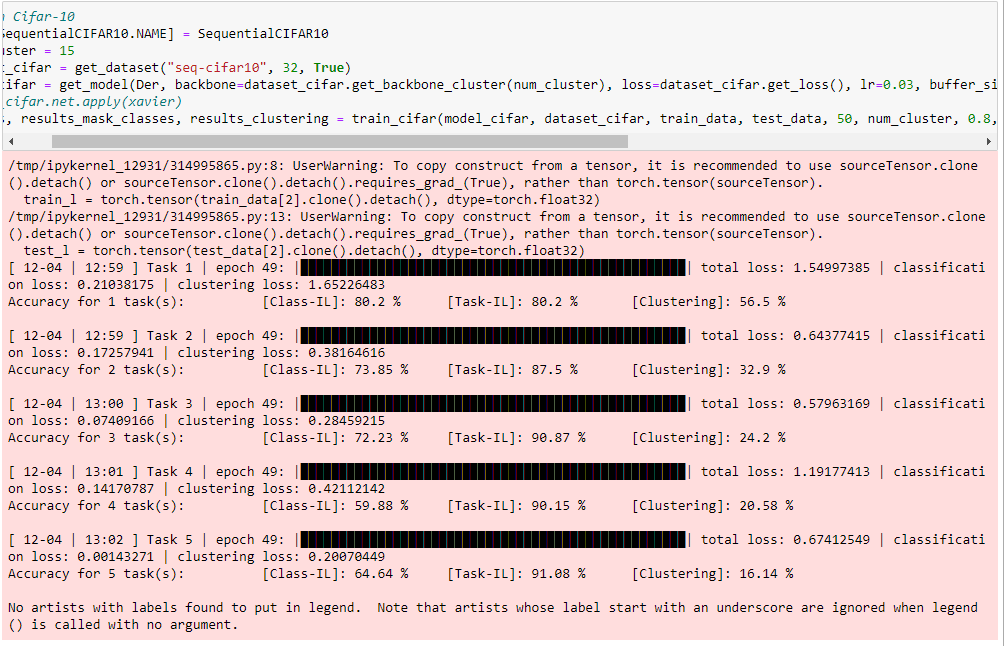 Cifar-10
SequentialCIFAR10.NAME] = SequentialCIFAR10
uster = 15
t_cifar = get_dataset("seq-cifar10", 32, True)
cifar = get_model(Der, backbone=dataset_cifar.get_backbone_cluster(num_cluster), loss=dataset_cifar.get_loss(), lr=0.03, buffer_si
_cifar.net.apply(xavier)
, results_mask_classes, results_clustering = train_cifar(model_cifar, dataset_cifar, train_data, test_data, 50, num_cluster, 0.8,
/tmp/ipykernel_12931/314995865.py:8: UserWarning: To copy construct from a tensor, it is recommended to use sourceTensor.clone
().detach() or sourceTensor.clone().detach().requires_grad_(True), rather than torch.tensor(sourceTensor).
train_l = torch.tensor(train_data[2].clone().detach(), dtype=torch.float32)
/tmp/ipykernel_12931/314995865.py:13: UserWarning: To copy construct from a tensor, it is recommended to use sourceTensor.clone
().detach() or sourceTensor.clone().detach().requires_grad_(True), rather than torch.tensor(sourceTensor).
test_l = torch.tensor(test_data[2].clone().detach(), dtype=torch.float32)
[ 12-04 | 12:59 ] Task 1 | epoch 49: || total loss: 1.54997385 | classificati
on loss: 0.21038175 | clustering loss: 1.65226483
Accuracy for 1 task(s): [Class-IL]: 80.2 % [Task-IL]: 80.2 % [Clustering]: 56.5 %
[ 12-04 | 12:59 ] Task 2 | epoch 49: || total loss: 0.64377415 | classificati
on loss: 0.17257941 | clustering loss: 0.38164616
Accuracy for 2 task(s): [Class-IL]: 73.85 % [Task-IL]: 87.5 % [Clustering]: 32.9 %
[ 12-04 | 13:00 ] Task 3 | epoch 49: || total loss: 0.57963169 | classificati
on loss: 0.07409166 | clustering loss: 0.28459215
Accuracy for 3 task(s): [Class-IL]: 72.23 % [Task-IL]: 90.87 % [Clustering]: 24.2 %
[ 12-04 | 13:01 ] Task 4 | epoch 49: || total loss: 1.19177413 | classificati
on loss: 0.14170787 | clustering loss: 0.42112142
Accuracy for 4 task(s): [Class-IL]: 59.88 % [Task-IL]: 90.15 % [Clustering]: 20.58 %
[ 12-04 | 13:02 ] Task 5 | epoch 49: || total loss: 0.67412549 | classificati
on loss: 0.00143271 | clustering loss: 0.20070449
Accuracy for 5 task(s): [Class-IL]: 64.64 % [Task-IL]: 91.08 % [Clustering]: 16.14 %
No artists with labels found to put in legend.  Note that artists whose label start with an underscore are ignored when legend
() is called with no argument.